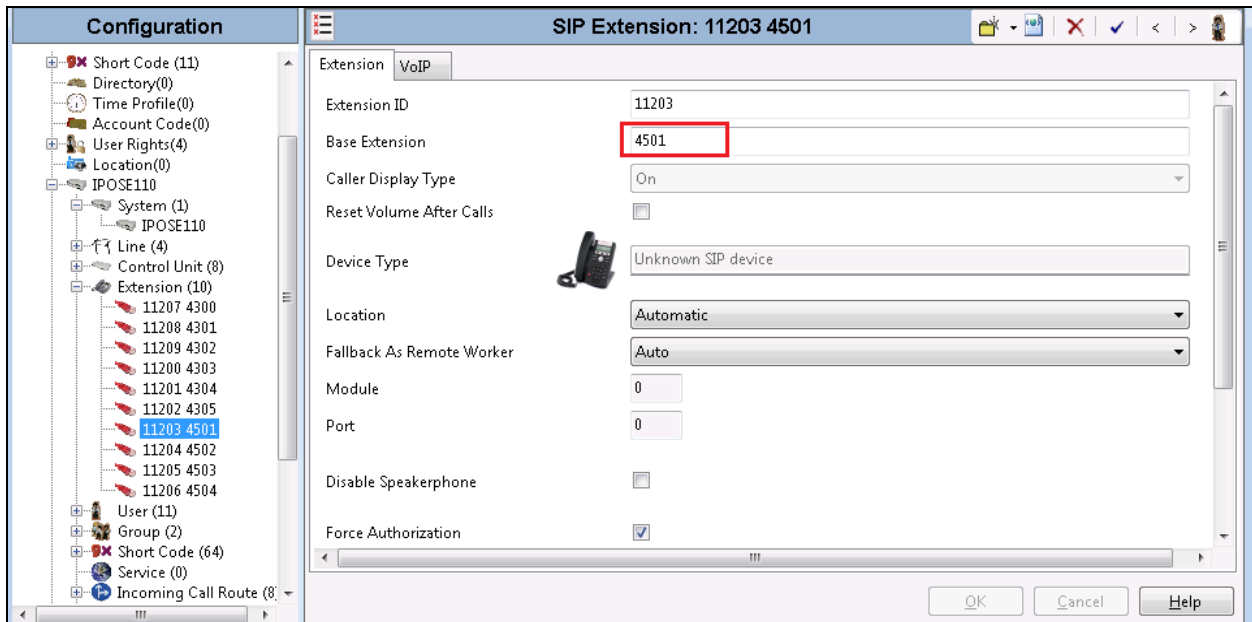 Configuration
Short Code (11)
Directory(0)
Time Profile(0)
Account Code(0)
User Rights(4)
Location(0)
IPOSE110
System (1)
IPOSE110
Line (4)
Control Unit (8)
Extension (10)
11207 4300
11208 4301
11209 4302
11200 4303
11201 4304
11202 4305
11203 4501
11204 4502
11205 4503
11206 4504
User (11)
Group (2)
Short Code (64)
Service (0)
Incoming Call Route (8)
SIP Extension: 11203 4501
Extension VoIP
Extension ID 11203
Base Extension 4501
Caller Display Type On
Reset Volume After Calls
Device Type Unknown SIP device
Location Automatic
Fallback As Remote Worker Auto
Module 0
Port 0
Disable Speakerphone
Force Authorization
OK Cancel Help